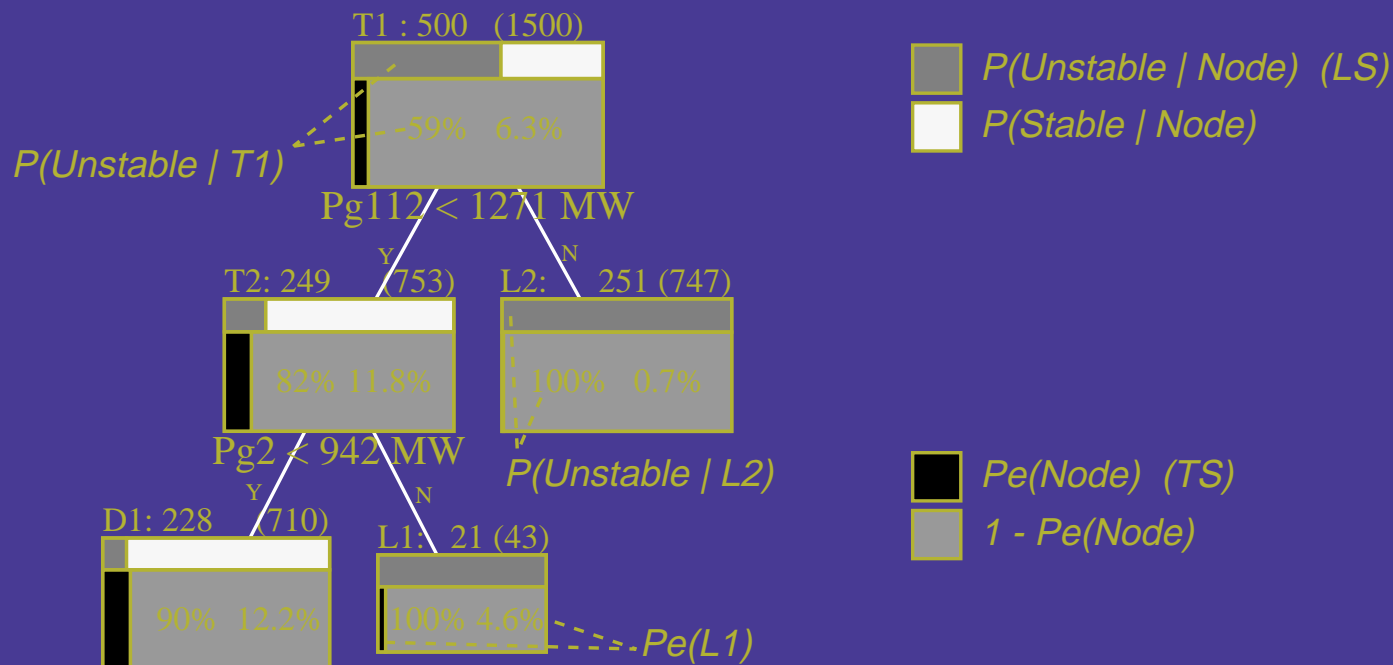 T1 : 500 (1500)
P(Unstable | Node) (LS)
P(Stable | Node)
59% 6.3%
P(Unstable | T1)
Pg112 < 1271 MW
Y
N
T2: 249 (753)
L2: 251 (747)
82% 11.8%
100% 0.7%
Pg2 < 942 MW
P(Unstable | L2)
Pe(Node) (TS)
Y
N
D1: 228 (710)
L1: 21 (43)
1 - Pe(Node)
90% 12.2%
100% 4.6%
Pe(L1)